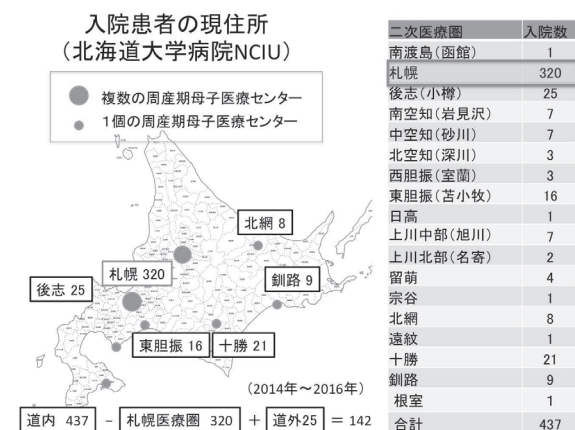 入院患者の現住所
（北海道大学病院NCIU）
複数の周産期母子医療センター
1個の周産期母子医療センター
北網 8
札幌 320
釧路 9
後志 25
東胆振 16
十勝 21
（2014年～2016年）
道内 437 － 札幌医療圏 320 ＋ 道外25 ＝ 142
二次医療圏 入院数
南渡島（函館） 1
札幌 320
後志（小樽） 25
南空知（岩見沢） 7
中空知（砂川） 7
北空知（深川） 3
西胆振（室蘭） 3
東胆振（苫小牧） 16
日高 1
上川中部（旭川） 7
上川北部（名寄） 2
留萌 4
宗谷 1
北網 8
遠紋 1
十勝 21
釧路 9
根室 1
合計 437